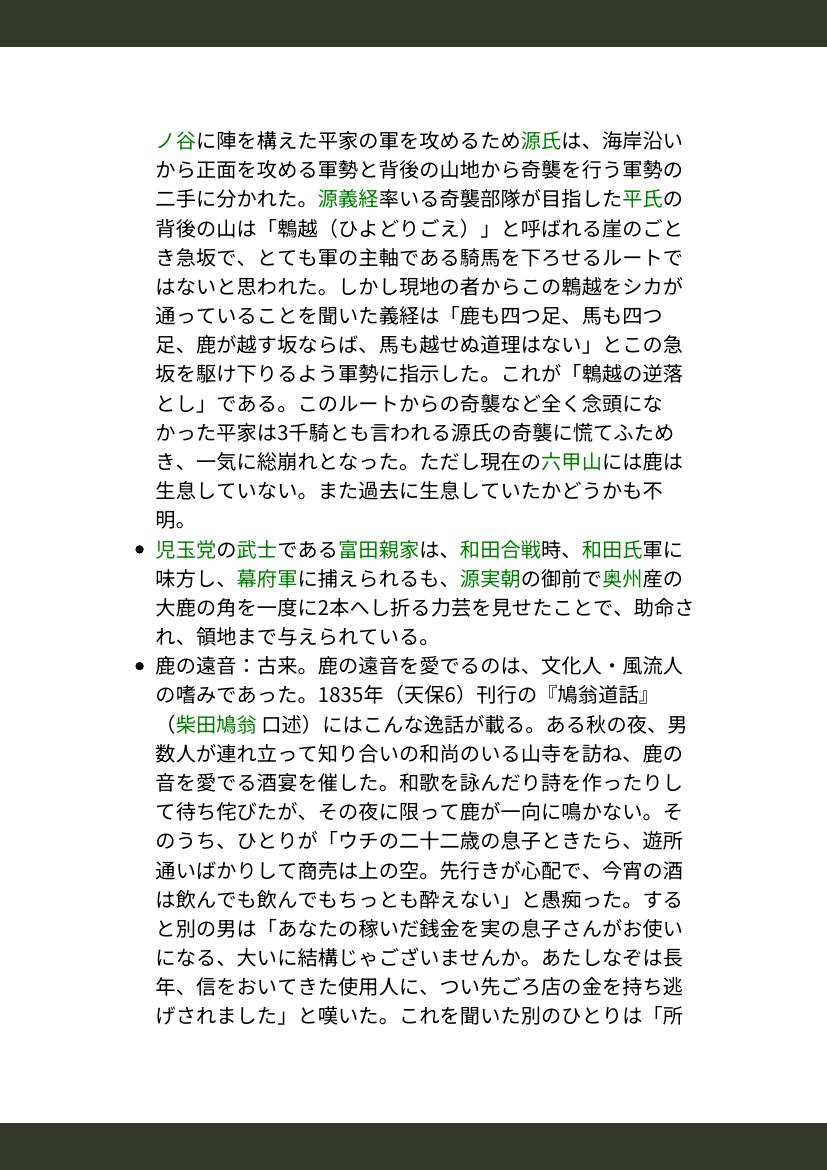 ノ谷に陣を構えた平家の軍を攻めるため源氏は、海岸沿い
から正面を攻める軍勢と背後の山地から奇襲を行う軍勢の
二手に分かれた。源義経率いる奇襲部隊が目指した平氏の
背後の山は「鵯越（ひよどりごえ）」と呼ばれる崖のごと
き急坂で、とても軍の主軸である騎馬を下ろせるルートで
はないと思われた。しかし現地の者からこの鵯越をシカが
通っていることを聞いた義経は「鹿も四つ足、馬も四つ
足、鹿が越す坂ならば、馬も越せぬ道理はない」とこの急
坂を駆け下りるよう軍勢に指示した。これが「鵯越の逆落
とし」である。このルートからの奇襲など全く念頭にな
かった平家は3千騎とも言われる源氏の奇襲に慌てふため
き、一気に総崩れとなった。ただし現在の六甲山には鹿は
生息していない。また過去に生息していたかどうかも不
明。
• 児玉党の武士である富田親家は、和田合戦時、和田氏軍に
味方し、幕府軍に捕えられるも、源実朝の御前で奥州産の
大鹿の角を一度に2本へし折る力芸を見せたことで、助命さ
れ、領地まで与えられている。
• 鹿の遠音：古来。鹿の遠音を愛でるのは、文化人・風流人
の嗜みであった。1835年（天保6）刊行の『鳩翁道話』
（柴田鳩翁 口述）にはこんな逸話が載る。ある秋の夜、男
数人が連れ立って知り合いの和尚のいる山寺を訪ね、鹿の
音を愛でる酒宴を催した。和歌を詠んだり詩を作ったりし
て待ち侘びたが、その夜に限って鹿が一向に鳴かない。そ
のうち、ひとりが「ウチの二十二歳の息子ときたら、遊所
通いばかりして商売は上の空。先行きが心配で、今宵の酒
は飲んでも飲んでもちっとも酔えない」と愚痴った。する
と別の男は「あなたの稼いだ銭金を実の息子さんがお使い
になる、大いに結構じゃございませんか。あたしなぞは長
年、信をおいてきた使用人に、つい先ごろ店の金を持ち逃
げされました」と嘆いた。これを聞いた別のひとりは「所